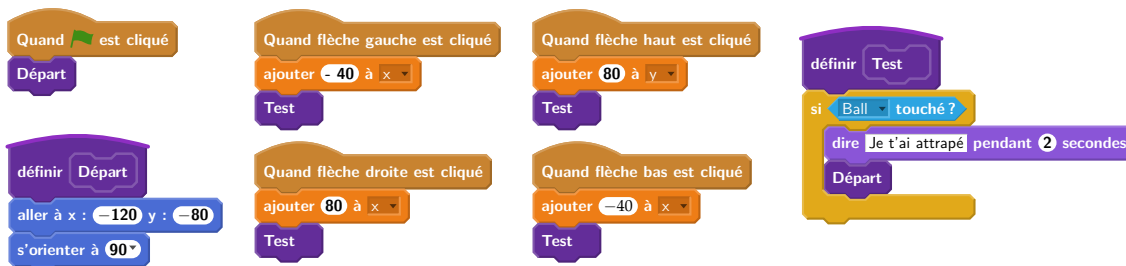 Quand est cliqué
Départ
définir Départ
aller à x : −120 y : −80
s'orienter à 90
Quand flèche gauche est cliqué
ajouter - 40 à x
Test
Quand flèche droite est cliqué
ajouter 80 à x
Test
Quand flèche haut est cliqué
ajouter 80 à y
Test
Quand flèche bas est cliqué
ajouter −40 à x
Test
définir Test
si Ball touché ?
dire Je t'ai attrapé pendant 2 secondes
Départ